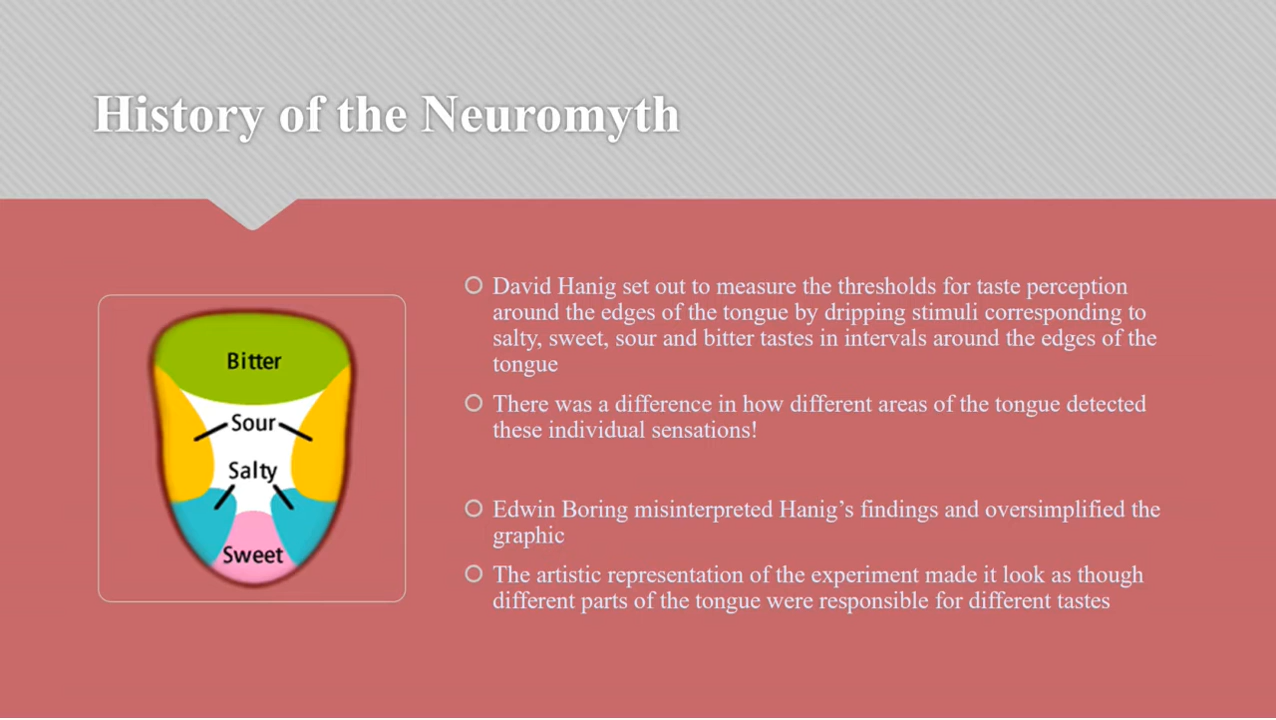 History of the Neuromyth
Bitter
Sour
Salty
Sweet
David Hanig set out to measure the thresholds for taste perception
around the edges of the tongue by dripping stimuli corresponding to
salty, sweet, sour and bitter tastes in intervals around the edges of the
tongue
There was a difference in how different areas of the tongue detected
these individual sensations!
Edwin Boring misinterpreted Hanig’s findings and oversimplified the
graphic
The artistic representation of the experiment made it look as though
different parts of the tongue were responsible for different tastes